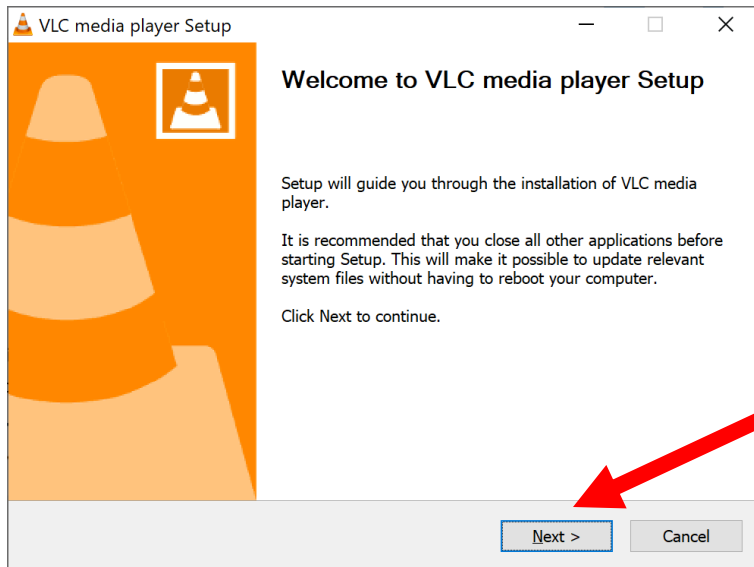 VLC media player Setup
Welcome to VLC media player Setup
Setup will guide you through the installation of VLC media
player.
It is recommended that you close all other applications before
starting Setup. This will make it possible to update relevant
system files without having to reboot your computer.
Click Next to continue.
Next >
Cancel